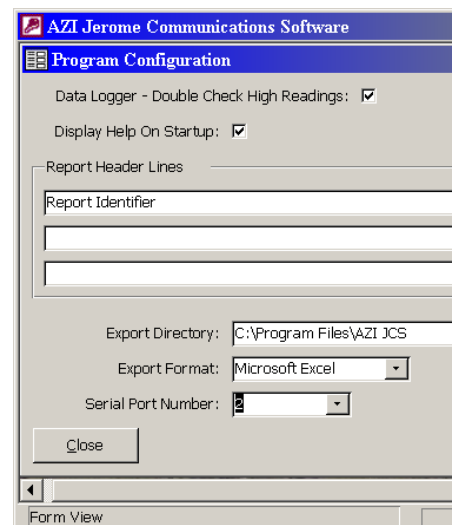 AZI Jerome Communications Software
Program Configuration
Data Logger - Double Check High Readings:
Display Help On Startup:
Report Header Lines
Report Identifier
Export Directory: C:\Program Files\AZI JCS
Export Format: Microsoft Excel
Serial Port Number: 2
Close
Form View